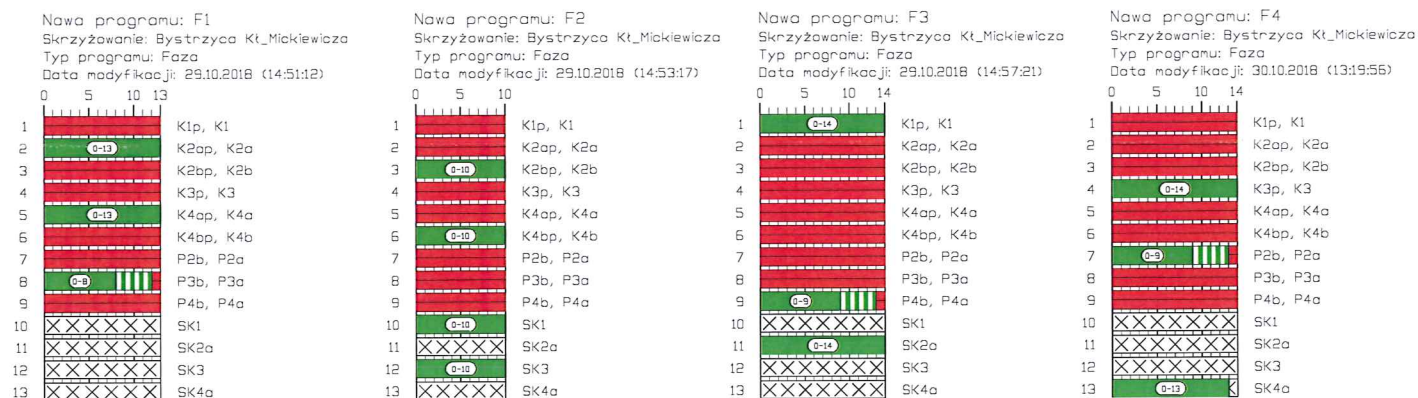 Nawa programu: F1
Skrzyżowanie: Bystrzyca Kł_Mickiewicza
Typ programu: Faza
Data modyfikacji: 29.10.2018 (14:51:12)
0 5 10 13
1 K1p, K1
2 0-13 K2ap, K2a
3 K2bp, K2b
4 K3p, K3
5 0-13 K4ap, K4a
6 K4bp, K4b
7 P2b, P2a
8 0-8 P3b, P3a
9 P4b, P4a
10 SK1
11 SK2a
12 SK3
13 SK4a
Nawa programu: F2
Skrzyżowanie: Bystrzyca Kł_Mickiewicza
Typ programu: Faza
Data modyfikacji: 29.10.2018 (14:53:17)
0 5 10
1 K1p, K1
2 K2ap, K2a
3 0-10 K2bp, K2b
4 K3p, K3
5 K4ap, K4a
6 0-10 K4bp, K4b
7 P2b, P2a
8 P3b, P3a
9 P4b, P4a
10 0-10 SK1
11 SK2a
12 0-10 SK3
13 SK4a
Nawa programu: F3
Skrzyżowanie: Bystrzyca Kł_Mickiewicza
Typ programu: Faza
Data modyfikacji: 29.10.2018 (14:57:21)
0 5 10 14
1 0-14 K1p, K1
2 K2ap, K2a
3 K2bp, K2b
4 K3p, K3
5 K4ap, K4a
6 K4bp, K4b
7 P2b, P2a
8 P3b, P3a
9 0-9 P4b, P4a
10 SK1
11 0-14 SK2a
12 SK3
13 SK4a
Nawa programu: F4
Skrzyżowanie: Bystrzyca Kł_Mickiewicza
Typ programu: Faza
Data modyfikacji: 30.10.2018 (13:19:56)
0 5 10 14
1 K1p, K1
2 K2ap, K2a
3 K2bp, K2b
4 0-14 K3p, K3
5 K4ap, K4a
6 K4bp, K4b
7 0-9 P2b, P2a
8 P3b, P3a
9 P4b, P4a
10 SK1
11 SK2a
12 SK3
13 0-13 SK4a